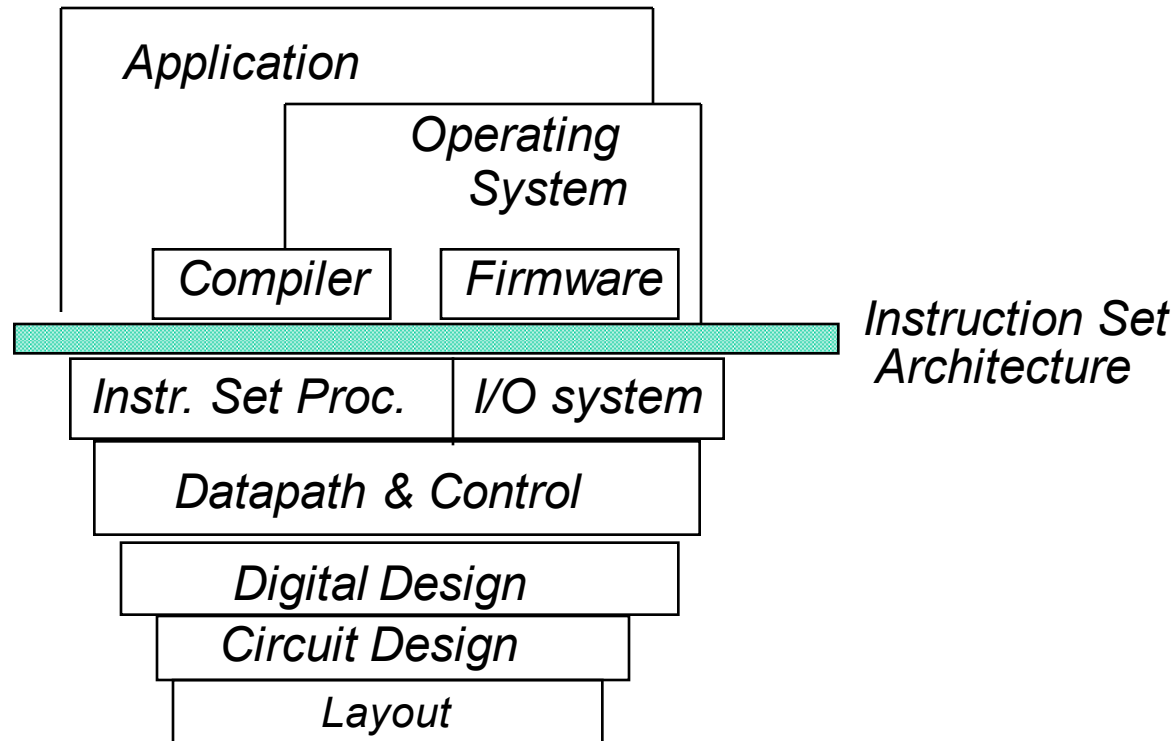 Application
Operating
System
Compiler
Firmware
Instruction Set
Architecture
Instr. Set Proc.
I/O system
Datapath & Control
Digital Design
Circuit Design
Layout